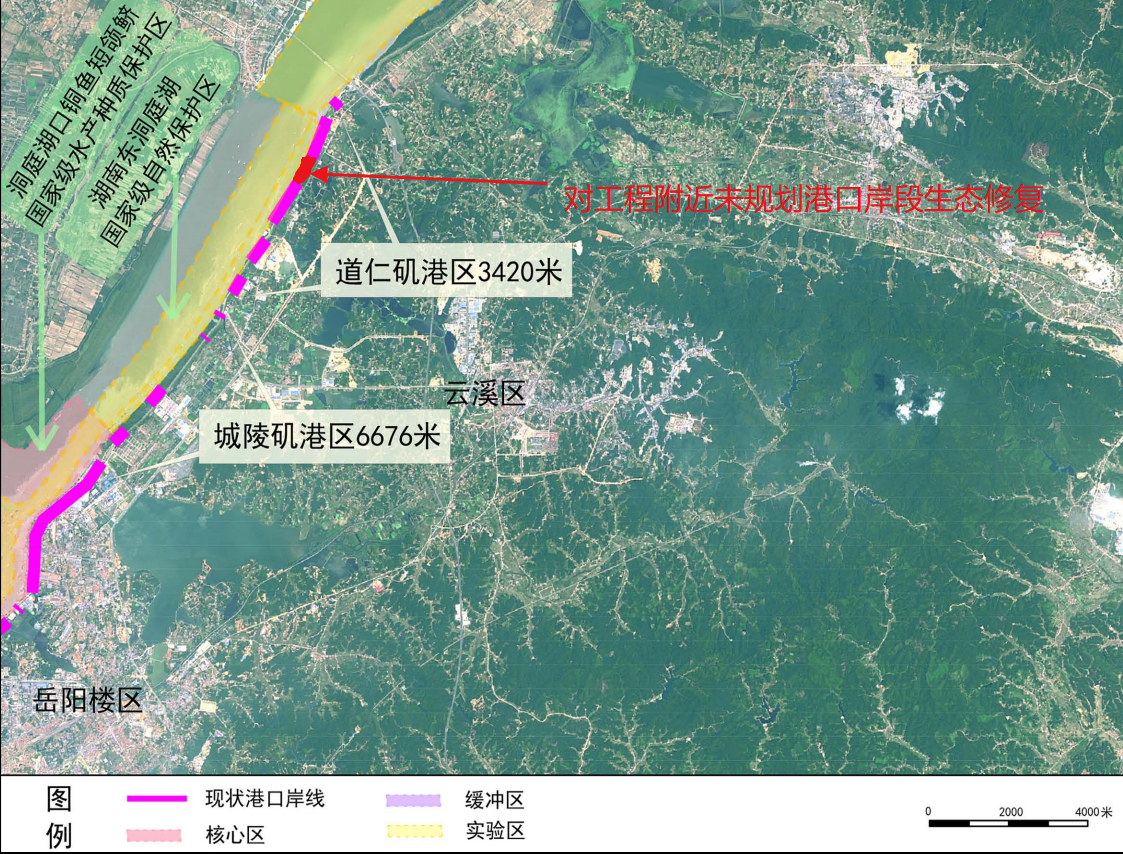 洞庭湖口铜鱼短颌鲚
国家级水产种质保护区
湖南东洞庭湖
国家级自然保护区
对工程附近未规划港口岸段生态修复
道仁矶港区3420米
云溪区
城陵矶港区6676米
岳阳楼区
图例
现状港口岸线
核心区
缓冲区
实验区
0 2000 4000米